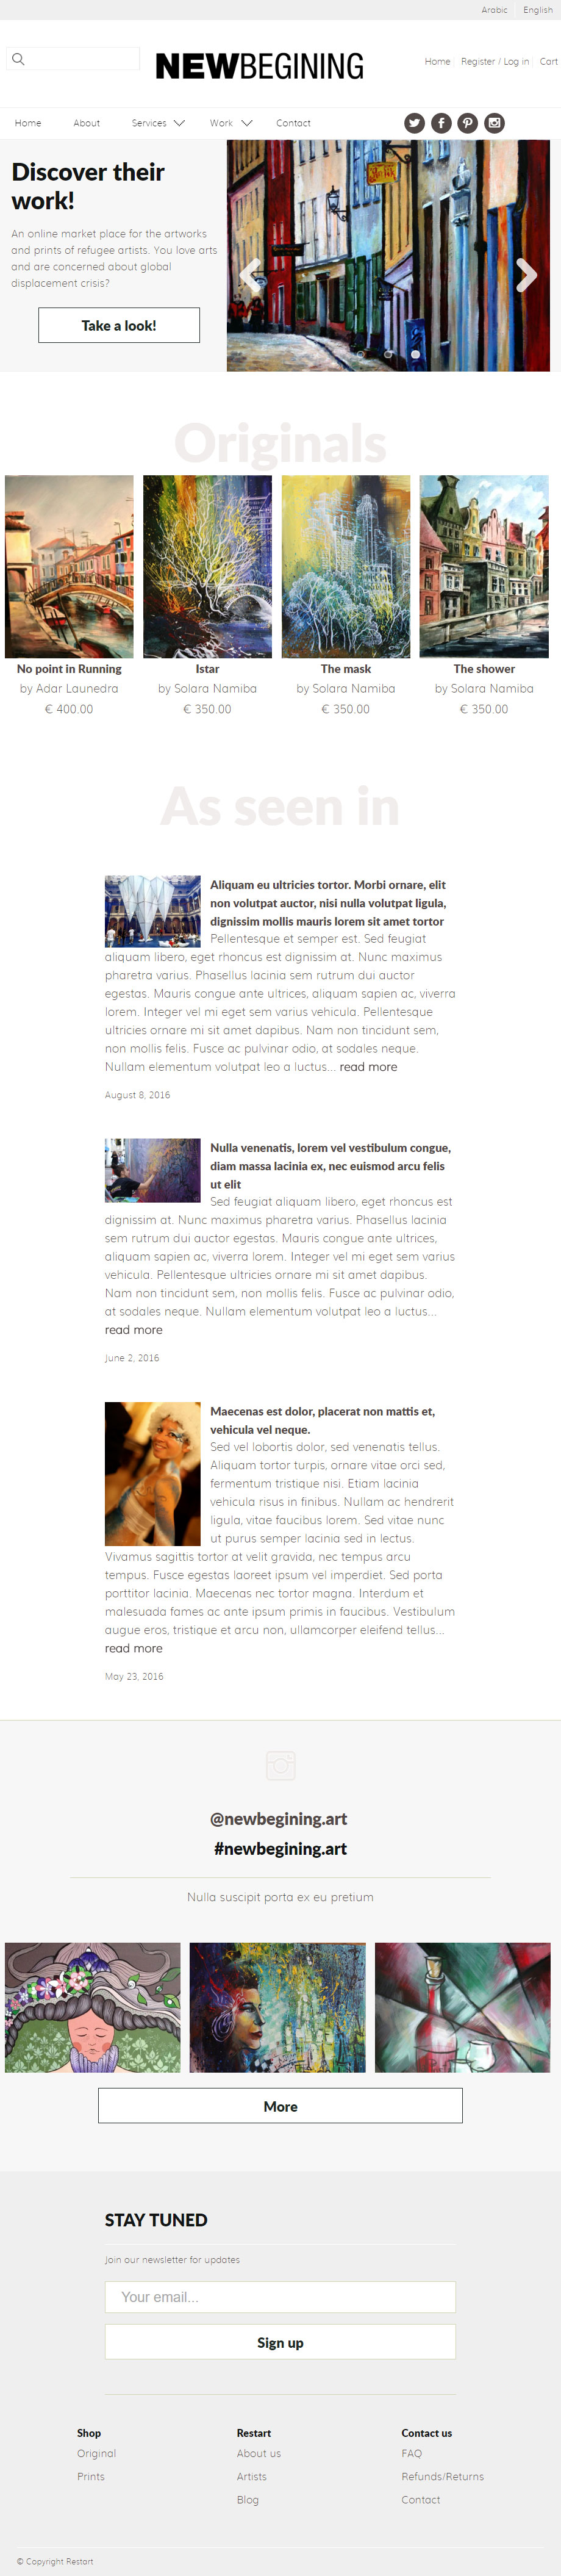 Arabic English
NEWBEGINING
Home Register / Log in Cart
Home About Services Work Contact
Discover their
work!
An online market place for the artworks
and prints of refugee artists. You love arts
and are concerned about global
displacement crisis?
Take a look!
Originals
No point in Running
by Adar Launedra
€ 400.00
Istar
by Solara Namiba
€ 350.00
The mask
by Solara Namiba
€ 350.00
The shower
by Solara Namiba
€ 350.00
As seen in
Aliquam eu ultricies tortor. Morbi ornare, elit
non volutpat auctor, nisi nulla volutpat ligula,
dignissim mollis mauris lorem sit amet tortor
Pellentesque et semper est. Sed feugiat
aliquam libero, eget rhoncus est dignissim at. Nunc maximus
pharetra varius. Phasellus lacinia sem rutrum dui auctor
egestas. Mauris congue ante ultrices, aliquam sapien ac, viverra
lorem. Integer vel mi eget sem varius vehicula. Pellentesque
ultricies ornare mi sit amet dapibus. Nam non tincidunt sem,
non mollis felis. Fusce ac pulvinar odio, at sodales neque.
Nullam elementum volutpat leo a luctus... read more
August 8, 2016
Nulla venenatis, lorem vel vestibulum congue,
diam massa lacinia ex, nec euismod arcu felis
ut elit
Sed feugiat aliquam libero, eget rhoncus est
dignissim at. Nunc maximus pharetra varius. Phasellus lacinia
sem rutrum dui auctor egestas. Mauris congue ante ultrices,
aliquam sapien ac, viverra lorem. Integer vel mi eget sem varius
vehicula. Pellentesque ultricies ornare mi sit amet dapibus.
Nam non tincidunt sem, non mollis felis. Fusce ac pulvinar odio,
at sodales neque. Nullam elementum volutpat leo a luctus...
read more
June 2, 2016
Maecenas est dolor, placerat non mattis et,
vehicula vel neque.
Sed vel lobortis dolor, sed venenatis tellus.
Aliquam tortor turpis, ornare vitae orci sed,
fermentum tristique nisi. Etiam lacinia
vehicula risus in finibus. Nullam ac hendrerit
ligula, vitae faucibus lorem. Sed vitae nunc
ut purus semper lacinia sed in lectus.
Vivamus sagittis tortor at velit gravida, nec tempus arcu
tempus. Fusce egestas laoreet ipsum vel imperdiet. Sed porta
porttitor lacinia. Maecenas nec tortor magna. Interdum et
malesuada fames ac ante ipsum primis in faucibus. Vestibulum
augue eros, tristique et arcu non, ullamcorper eleifend tellus...
read more
May 23, 2016
@newbegining.art
#newbegining.art
Nulla suscipit porta ex eu pretium
More
STAY TUNED
Join our newsletter for updates
Your email...
Sign up
Shop
Original
Prints
Restart
About us
Artists
Blog
Contact us
FAQ
Refunds/Returns
Contact
© Copyright Restart